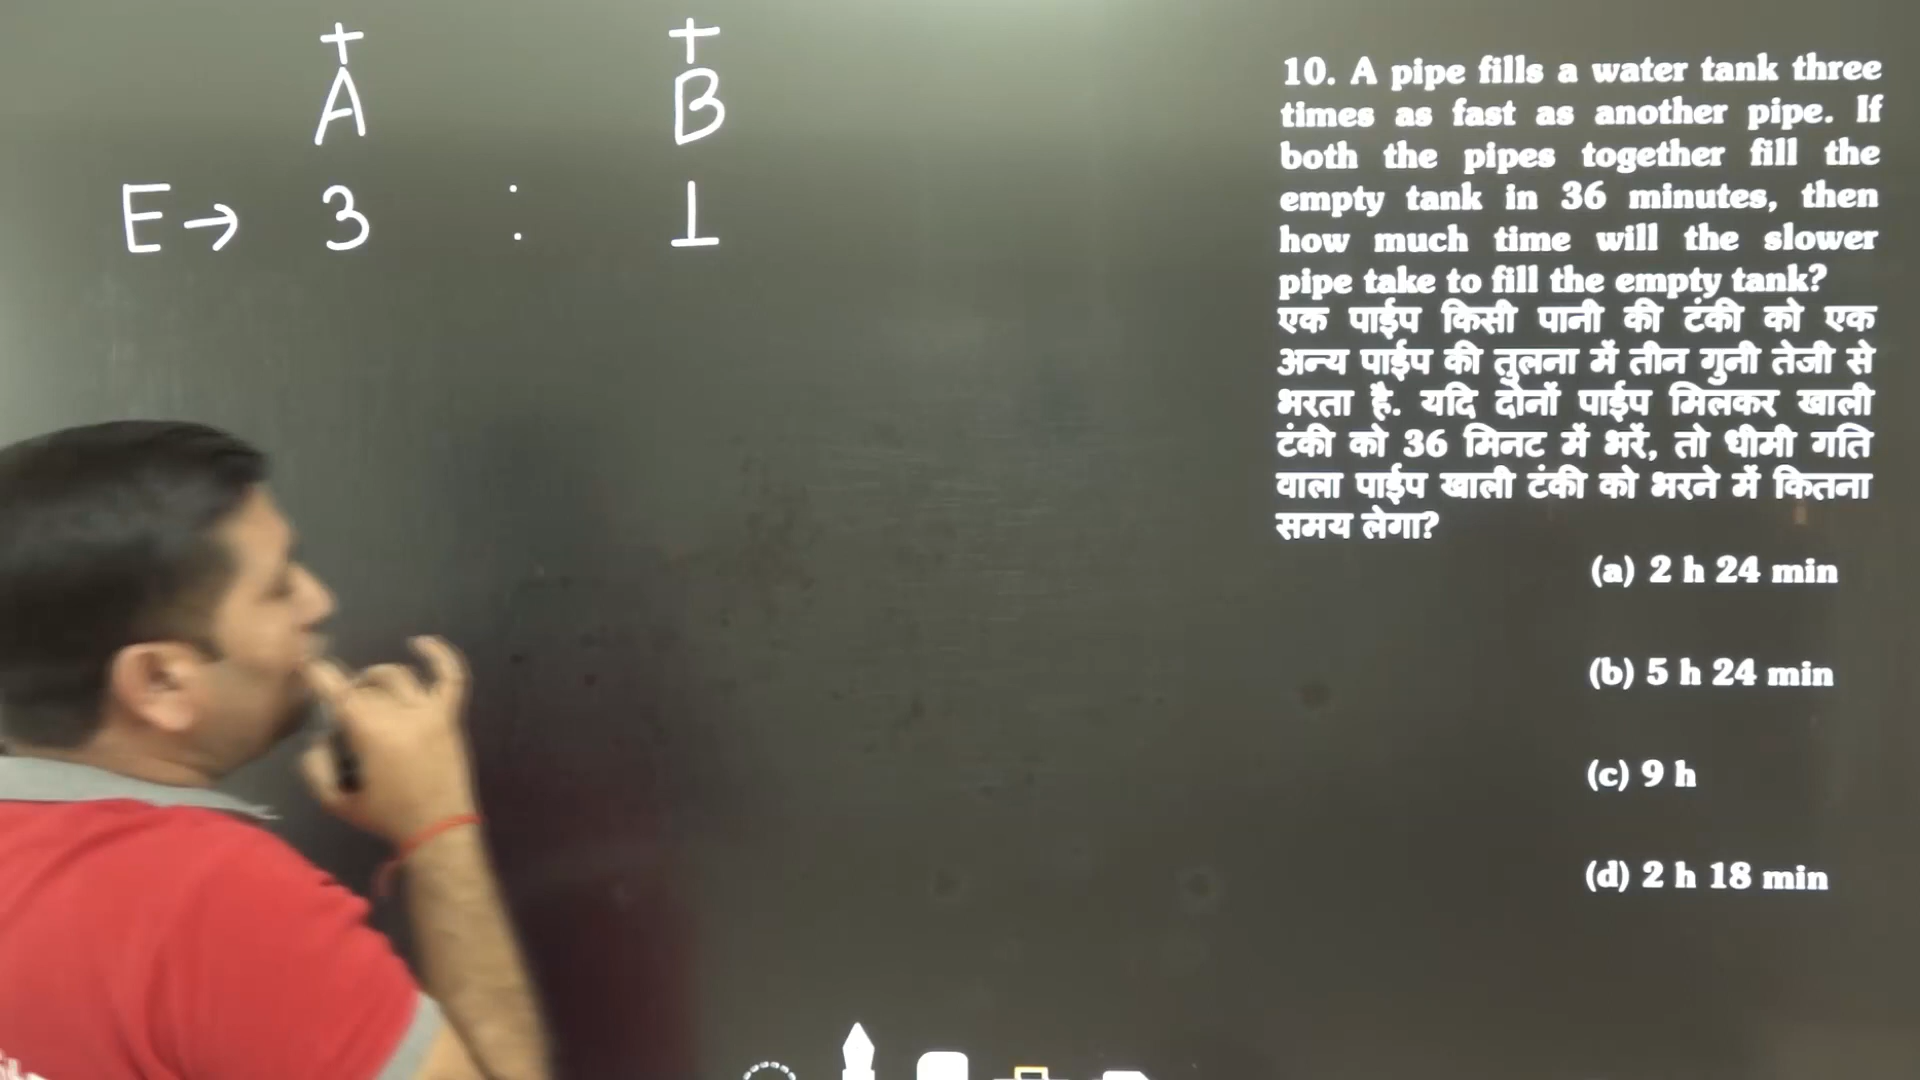 + +
A B
E → 3 : 1
10. A pipe fills a water tank three
times as fast as another pipe. If
both the pipes together fill the
empty tank in 36 minutes, then
how much time will the slower
pipe take to fill the empty tank?
एक पाईप किसी पानी की टंकी को एक
अन्य पाईप की तुलना में तीन गुनी तेजी से
भरता है. यदि दोनों पाईप मिलकर खाली
टंकी को 36 मिनट में भरें, तो धीमी गति
वाला पाईप खाली टंकी को भरने में कितना
समय लेगा?
(a) 2 h 24 min
(b) 5 h 24 min
(c) 9 h
(d) 2 h 18 min